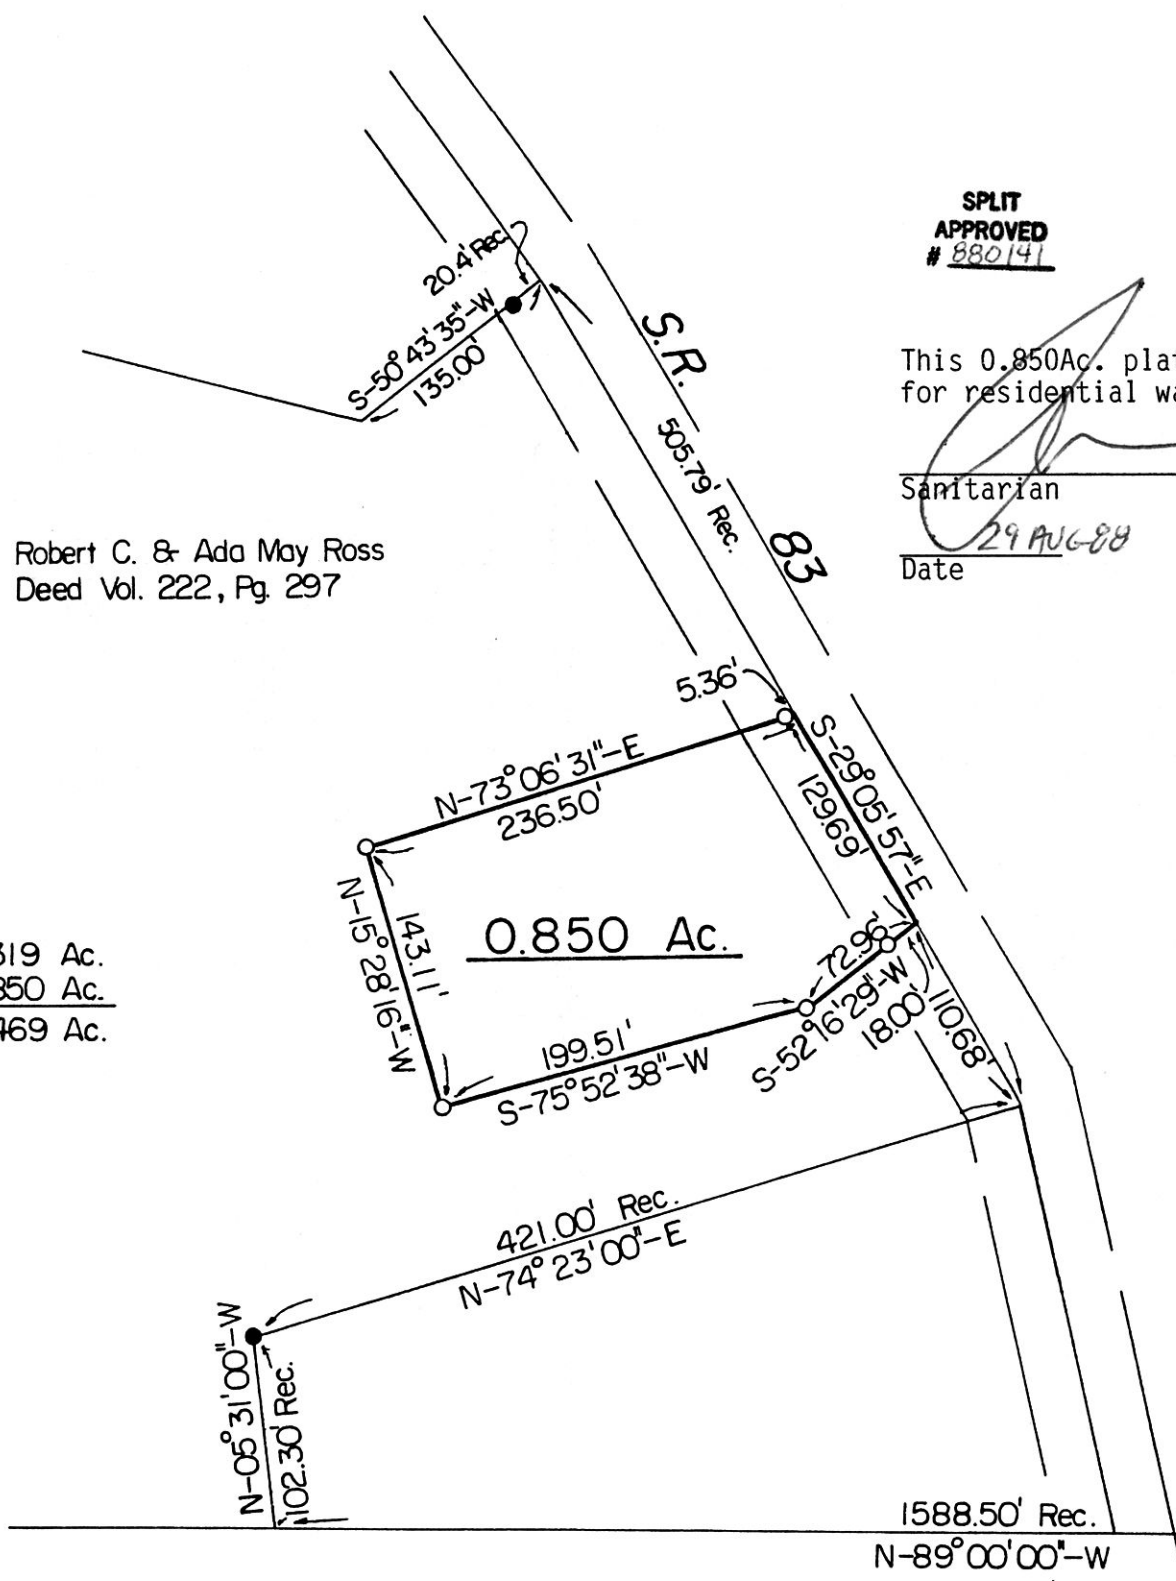 SPLIT
APPROVED
# 880141
20.4' Rec.
S-50°43'35"-W
135.00'
S.R.
This 0.850Ac. plat
for residential wa
505.79' Rec.
Sanitarian
83
29 AUG-88
Date
Robert C. & Ada May Ross
Deed Vol. 222, Pg. 297
5.36'
N-73°06'31"-E
236.50'
S-29°05'57"-E
129.69'
N-15°28'16"-W
143.11'
0.850 Ac.
319 Ac.
850 Ac.
469 Ac.
72.96'
S-52°16'29"-W
18.00'
110.68'
199.51'
S-75°52'38"-W
421.00' Rec.
N-74°23'00"-E
N-05°31'00"-W
102.30' Rec.
1588.50' Rec.
N-89°00'00"-W